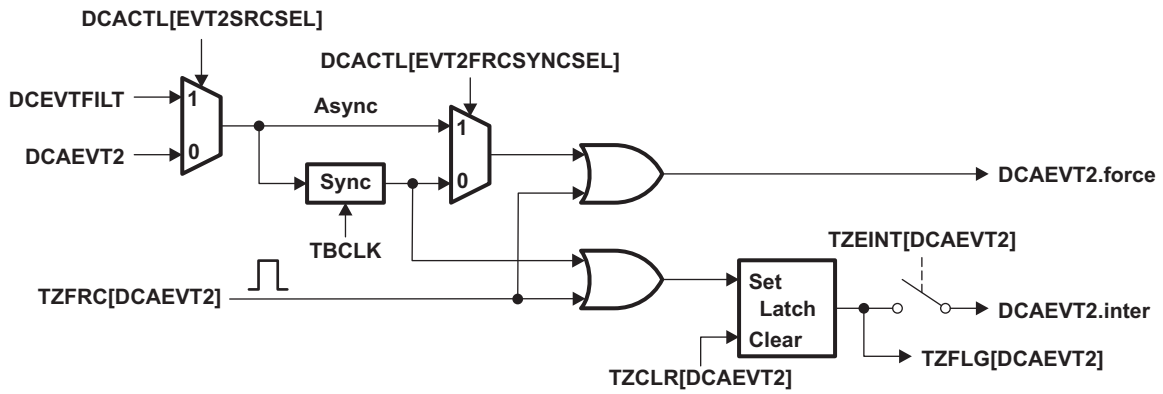 DCACTL[EVT2SRCSEL]
DCACTL[EVT2FRCSYNCSEL]
DCEVTFILT
1
Async
1
DCAEVT2
0
Sync
0
DCAEVT2.force
TBCLK
TZEINT[DCAEVT2]
TZFRC[DCAEVT2]
Set
Latch
Clear
DCAEVT2.inter
TZFLG[DCAEVT2]
TZCLR[DCAEVT2]